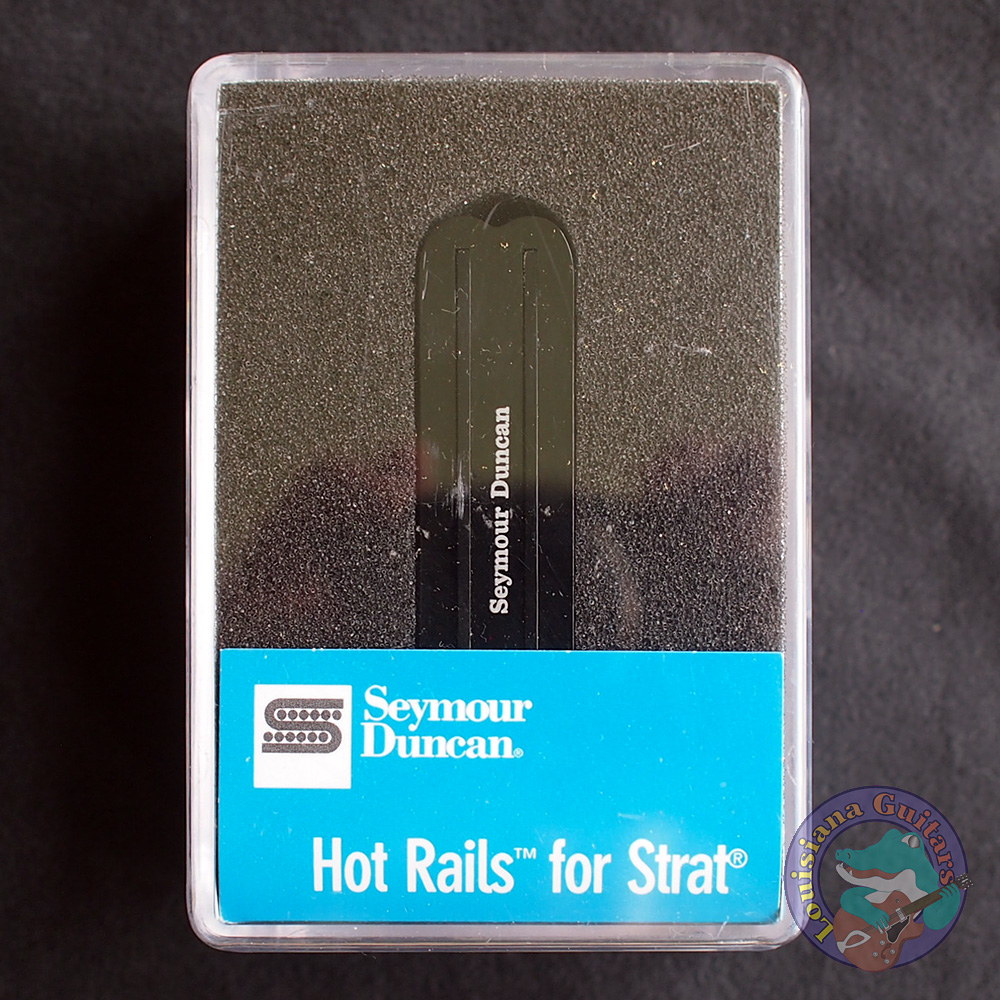 Seymour Duncan
Seymour
Duncan®
Hot Rails™ for Strat®
Louisiana Guitars